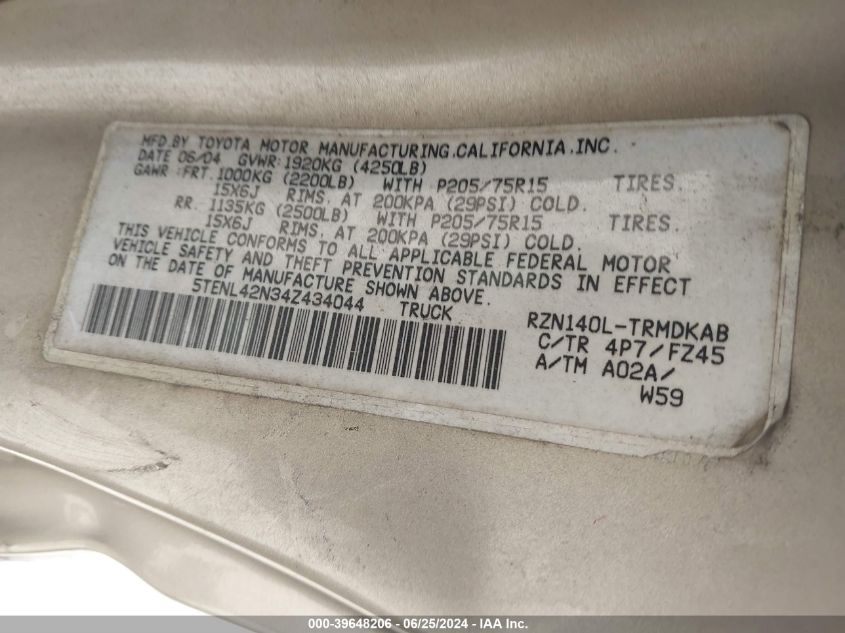 MFD.BY TOYOTA MOTOR MANUFACTURING.CALIFORNIA.INC.
DATE 06/04 GVWR:1920KG (4250LB)
GAWR:FRT.1000KG (2200LB) WITH P205/75R15 TIRES.
15X6J RIMS, AT 200KPA (29PSI) COLD.
RR. 1135KG (2500LB) WITH P205/75R15 TIRES.
15X6J RIMS, AT 200KPA (29PSI) COLD.
THIS VEHICLE CONFORMS TO ALL APPLICABLE FEDERAL MOTOR
VEHICLE SAFETY AND THEFT PREVENTION STANDARDS IN EFFECT
ON THE DATE OF MANUFACTURE SHOWN ABOVE.
5TENL42N34Z434044 TRUCK
RZN140L-TRMDKAB
C/TR 4P7/FZ45
A/TM A02A/
W59
000-39648206 - 06/25/2024 - IAA Inc.